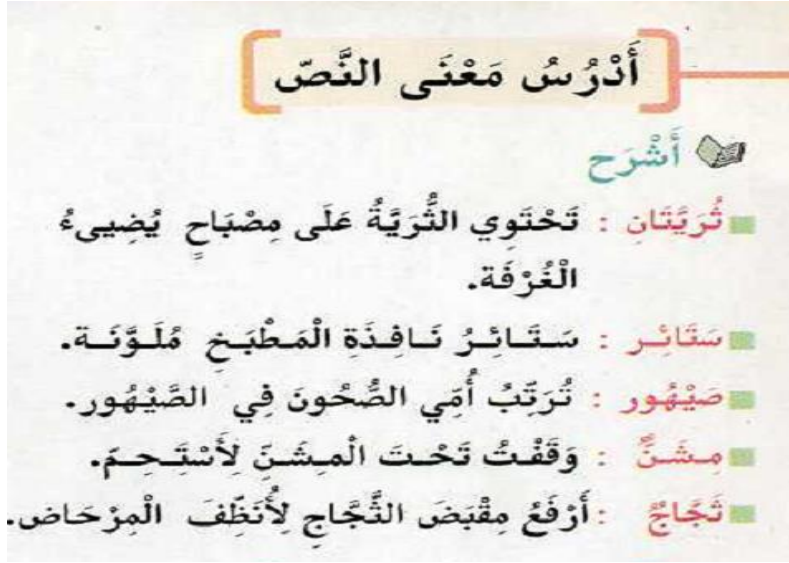 أَدْرُسُ مَعْنَى النَّصّ
أَشْرَح
ثُرَيَّتَانِ : تَحْتَوِي الثُّرَيَّةُ عَلَى مِصْبَاحٍ يُضِيىءُ
الْغُرْفَة.
سَتَائِر : سَتَائِرُ نَافِذَةِ الْمَطْبَخِ مُلَوَّنَة.
صَيْهُور : تُرَتِّبُ أُمِّي الصُّحُونَ فِي الصَّيْهُور.
مِشَنٌّ : وَقَفْتُ تَحْتَ الْمِشَنّ لِأَسْتَحِمّ.
ثَجَّاجٌ : أَرْفَعُ مِقْبَضَ الثَّجَّاجِ لِأُنَظِّفَ الْمِرْحَاض.